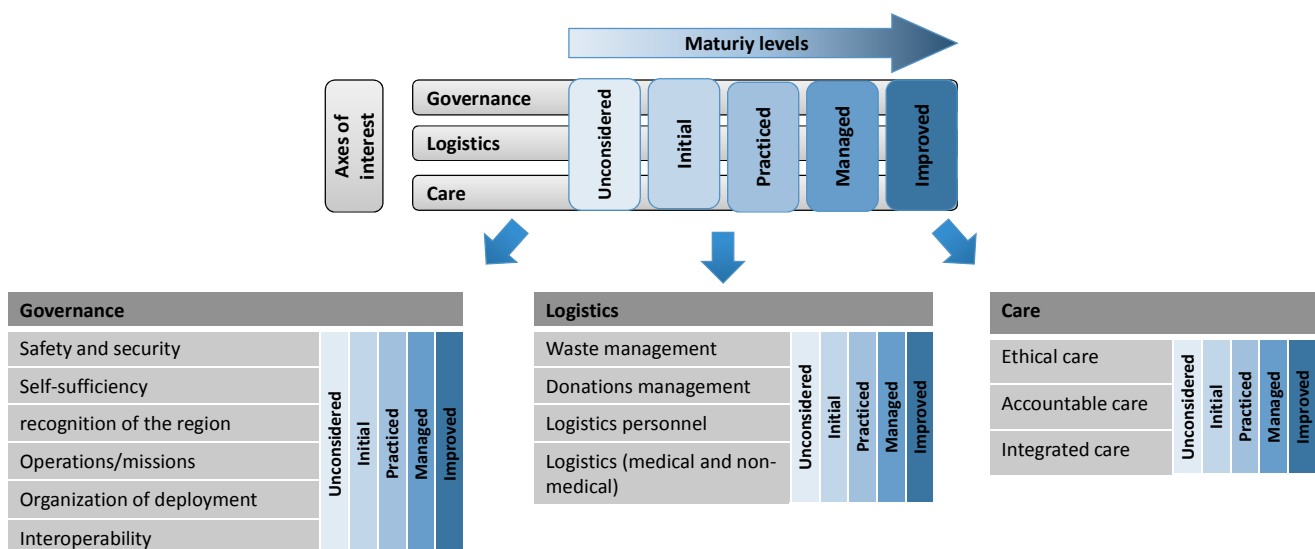 Maturiy levels
Axes of
interest
Governance
Logistics
Care
Unconsidered
Initial
Practiced
Managed
Improved
Governance
Safety and security
Self-sufficiency
recognition of the region
Operations/missions
Organization of deployment
Interoperability
Unconsidered
Initial
Practiced
Managed
Improved
Logistics
Waste management
Donations management
Logistics personnel
Logistics (medical and non-
medical)
Unconsidered
Initial
Practiced
Managed
Improved
Care
Ethical care
Accountable care
Integrated care
Unconsidered
Initial
Practiced
Managed
Improved